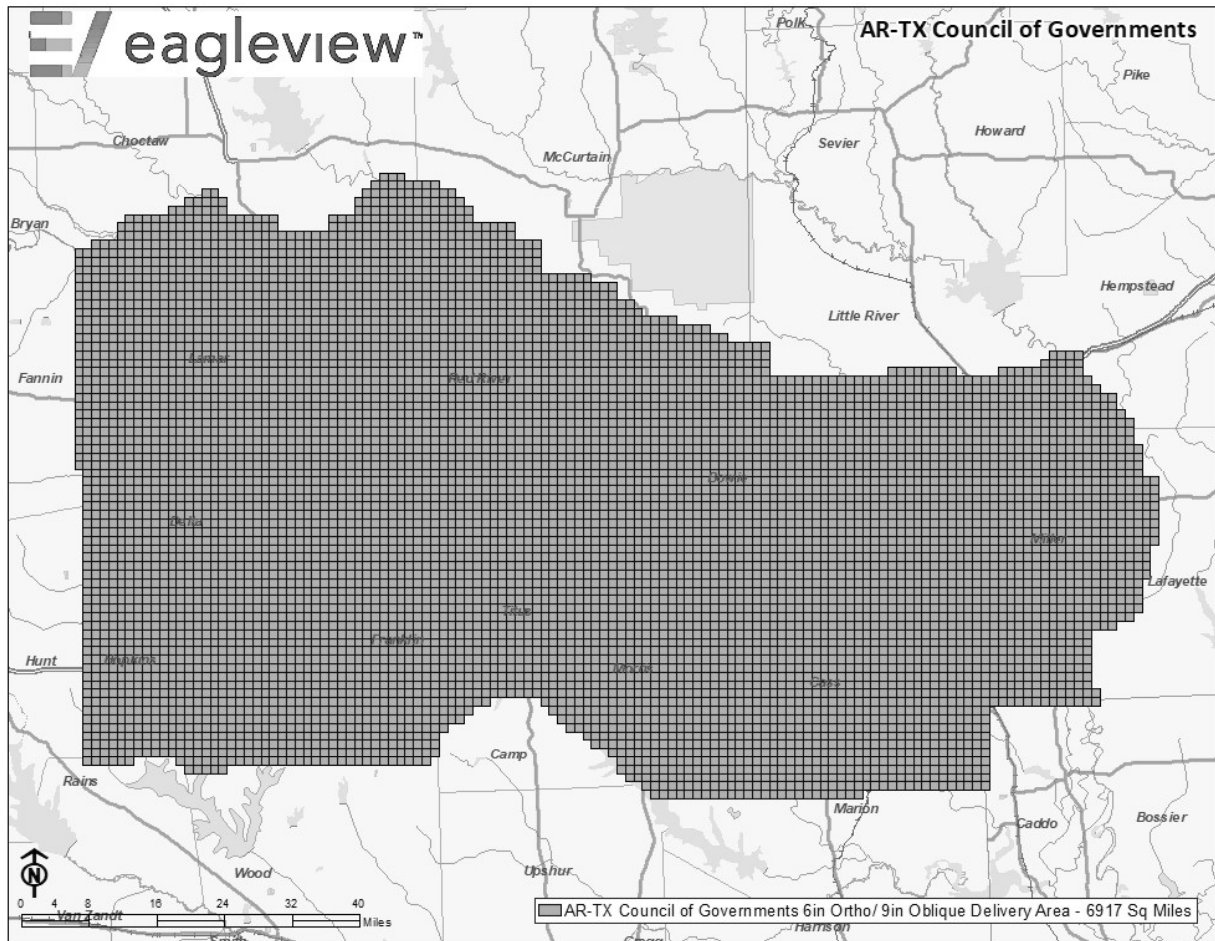 eagleview™
AR-TX Council of Governments
Polk
Pike
Choctaw
Howard
Sevier
McCurtain
Bryan
Hempstead
Little River
Lamar
Fannin
Red River
Bowie
Delta
Miller
Lafayette
Titus
Franklin
Hunt
Hopkins
Morris
Cass
Camp
Rains
Marion
Caddo
Bossier
Wood
Upshur
N
0 4 8 16 24 32 40
Miles
Van Zandt
AR-TX Council of Governments 6in Ortho/ 9in Oblique Delivery Area - 6917 Sq Miles
Smith
Gregg
Harrison